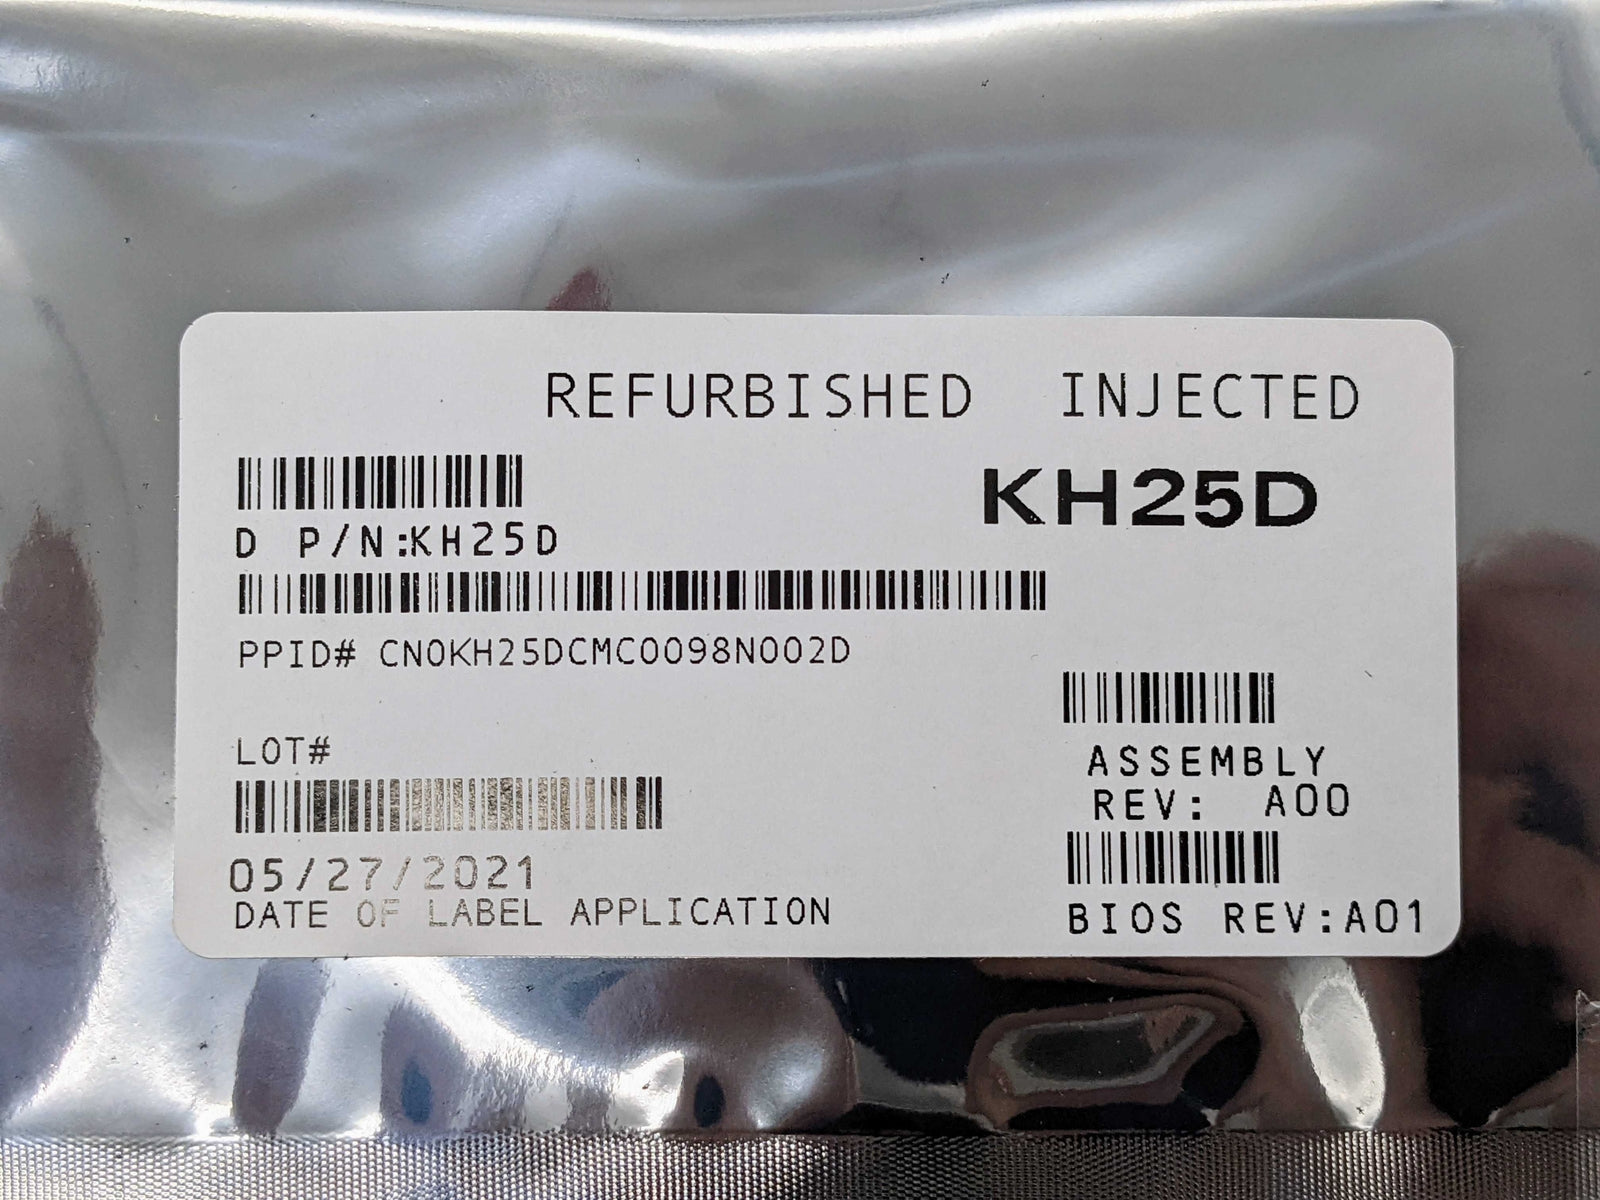 REFURBISHED INJECTED
KH25D
D P/N:KH25D
PPID# CN0KH25DCMC0098N002D
LOT#
ASSEMBLY
REV: A00
05/27/2021
DATE OF LABEL APPLICATION
BIOS REV:A01